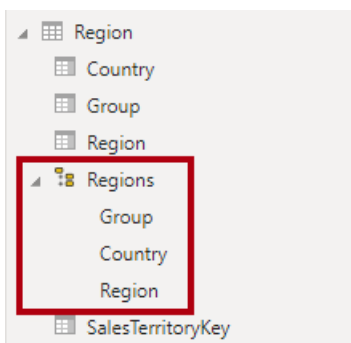 Region
Country
Group
Region
Regions
Group
Country
Region
SalesTerritoryKey